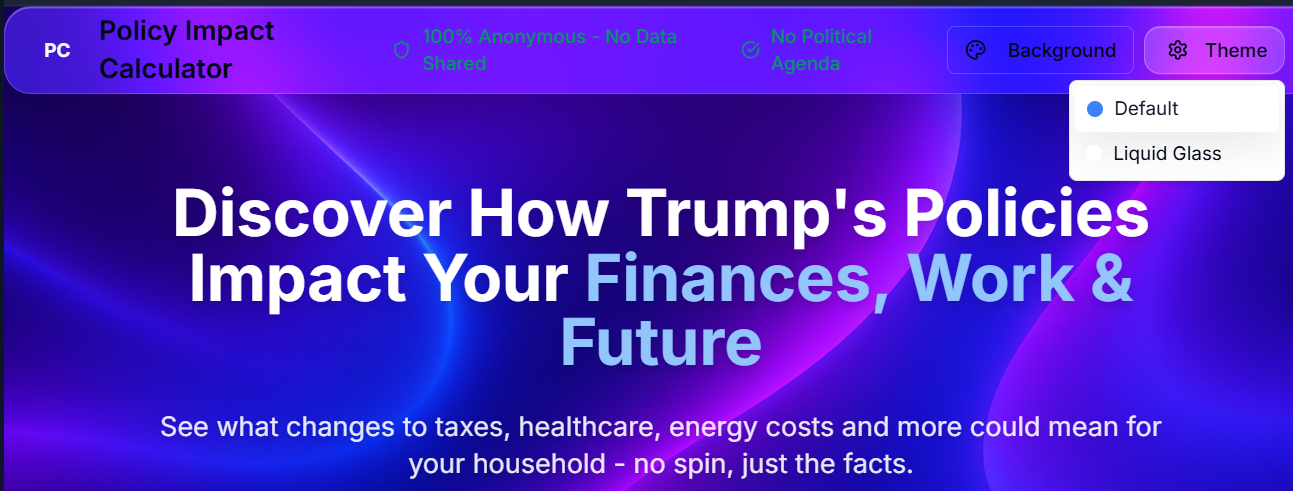 PC
Policy Impact
Calculator
100% Anonymous - No Data
Shared
No Political
Agenda
Background
Theme
Default
Liquid Glass
Discover How Trump's Policies
Impact Your Finances, Work &
Future
See what changes to taxes, healthcare, energy costs and more could mean for
your household - no spin, just the facts.